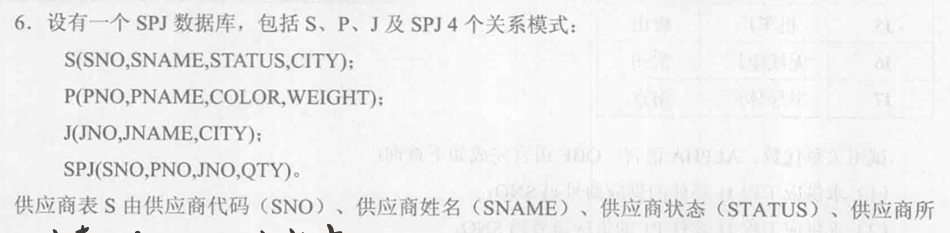 6. 设有一个 SPJ 数据库，包括 S、P、J 及 SPJ 4 个关系模式：
S(SNO,SNAME,STATUS,CITY);
P(PNO,PNAME,COLOR,WEIGHT);
J(JNO,JNAME,CITY);
SPJ(SNO,PNO,JNO,QTY)。
供应商表 S 由供应商代码（SNO）、供应商姓名（SNAME）、供应商状态（STATUS）、供应商所